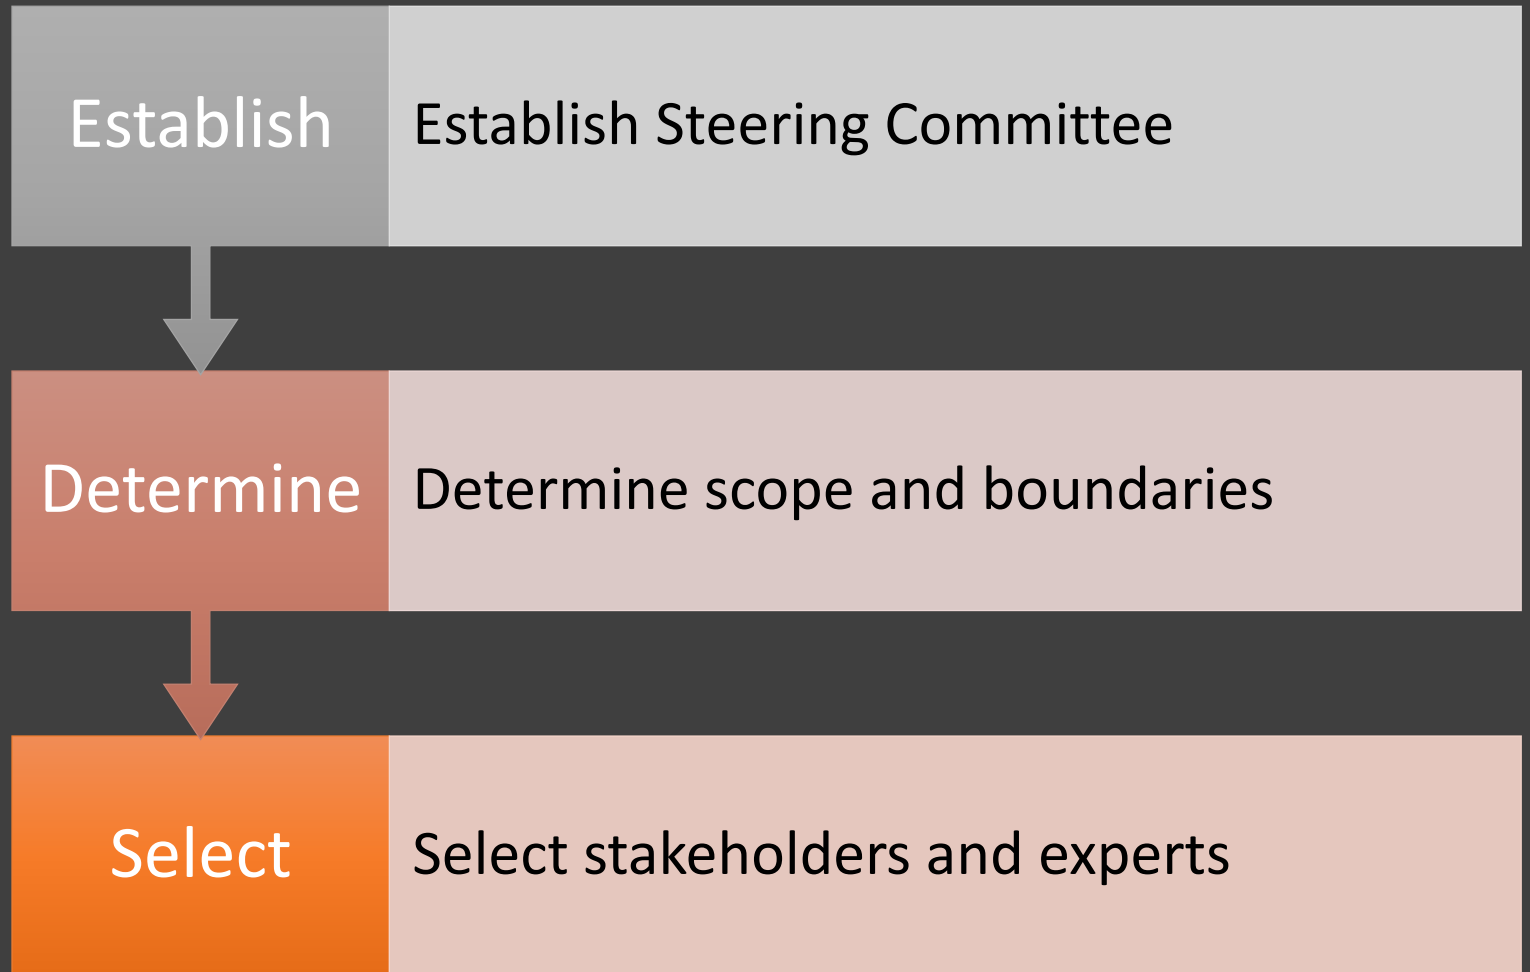 Establish
Establish Steering Committee
Determine
Determine scope and boundaries
Select
Select stakeholders and experts